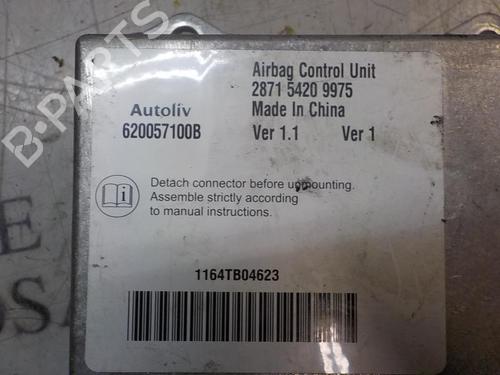 B-PARTS
Airbag Control Unit
2871 5420 9975
Autoliv
Made In China
620057100B
Ver 1.1 Ver 1
Detach connector before unmounting.
Assemble strictly according
to manual instructions.
1164TB04623